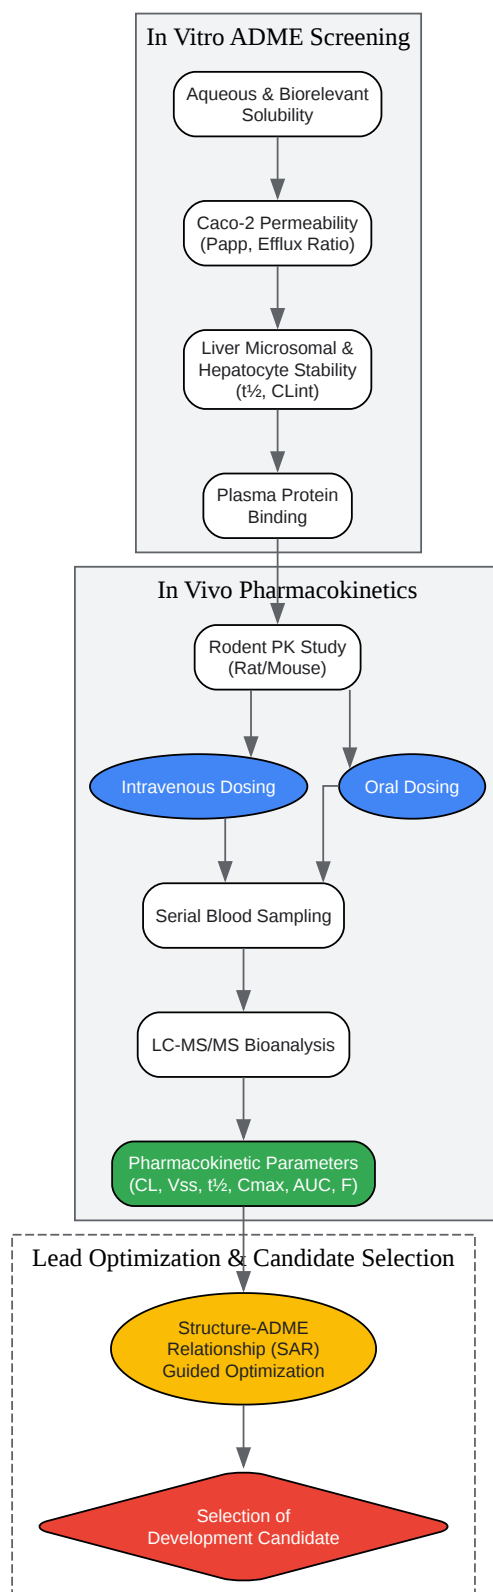 In Vitro ADME Screening
Aqueous & Biorelevant
Solubility
Caco-2 Permeability
(Papp, Efflux Ratio)
Liver Microsomal &
Hepatocyte Stability
(t½, CLint)
Plasma Protein
Binding
In Vivo Pharmacokinetics
Rodent PK Study
(Rat/Mouse)
Intravenous Dosing
Oral Dosing
Serial Blood Sampling
LC-MS/MS Bioanalysis
Pharmacokinetic Parameters
(CL, Vss, t½, Cmax, AUC, F)
Lead Optimization & Candidate Selection
Structure-ADME
Relationship (SAR)
Guided Optimization
Selection of
Development Candidate